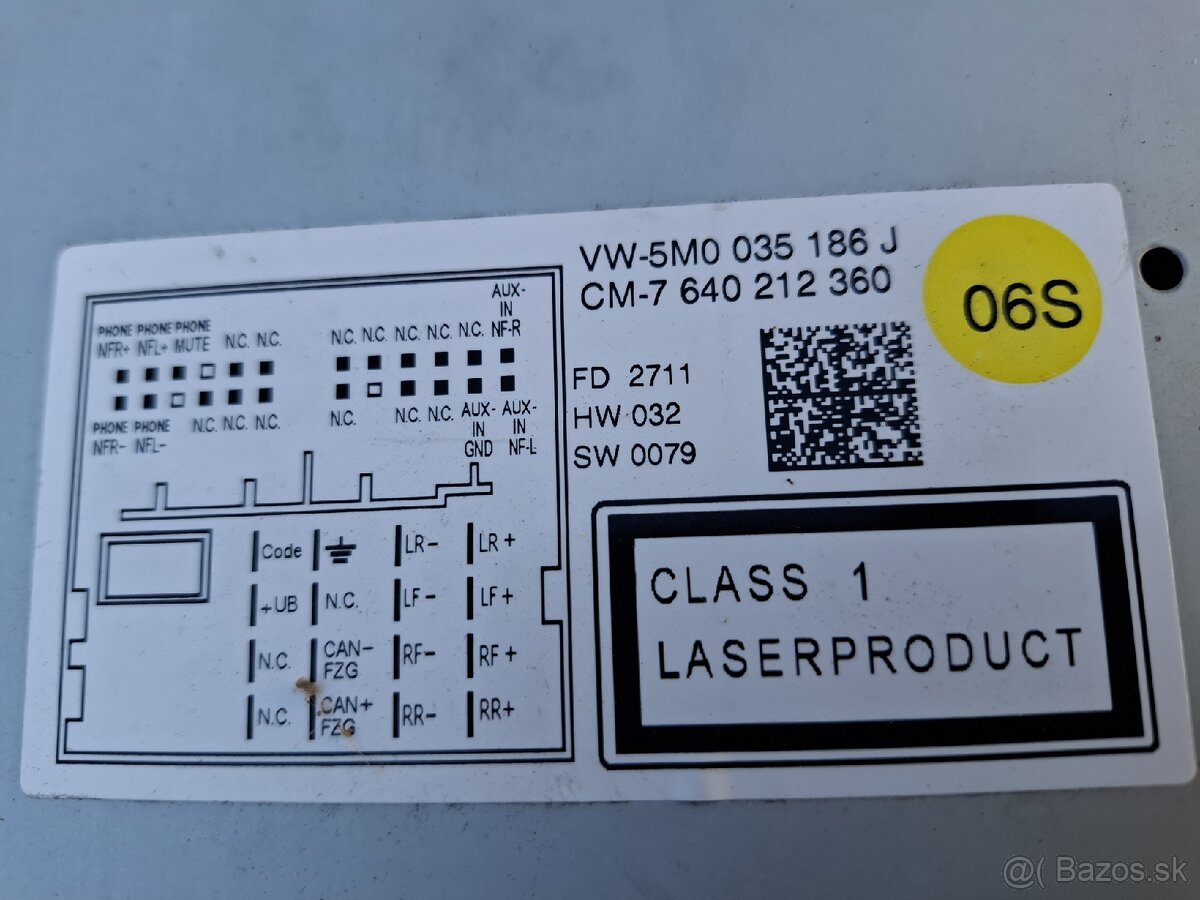 VW-5M0 035 186 J
CM-7 640 212 360
06S
FD 2711
HW 032
SW 0079
AUX-
IN
NF-R
PHONE PHONE PHONE
NFR+ NFL+ MUTE N.C. N.C.
N.C. N.C. N.C. N.C. N.C.
N.C. N.C. N.C.
N.C. N.C. N.C.
AUX- AUX-
IN IN
GND NF-L
PHONE PHONE
NFR- NFL-
Code LR- LR+
+UB N.C. LF- LF+
N.C. CAN- FZG RF- RF+
N.C. CAN+ FZG RR- RR+
CLASS 1
LASERPRODUCT
@( Bazos.sk